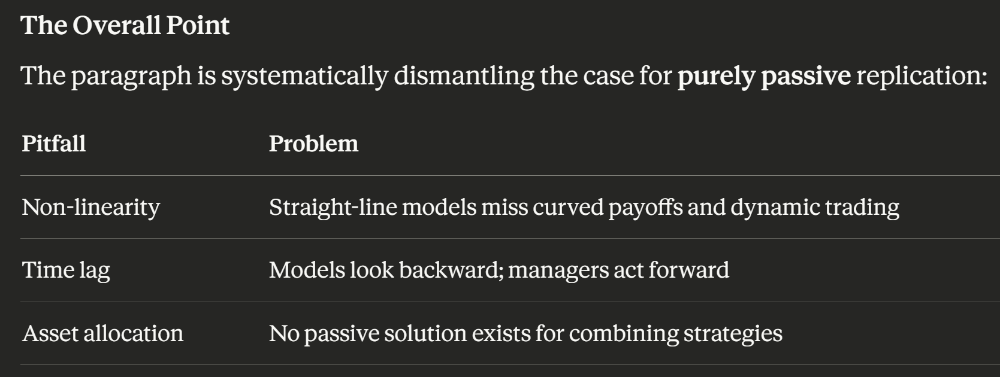 The Overall Point
The paragraph is systematically dismantling the case for purely passive replication:
Pitfall Problem
Non-linearity Straight-line models miss curved payoffs and dynamic trading
Time lag Models look backward; managers act forward
Asset allocation No passive solution exists for combining strategies